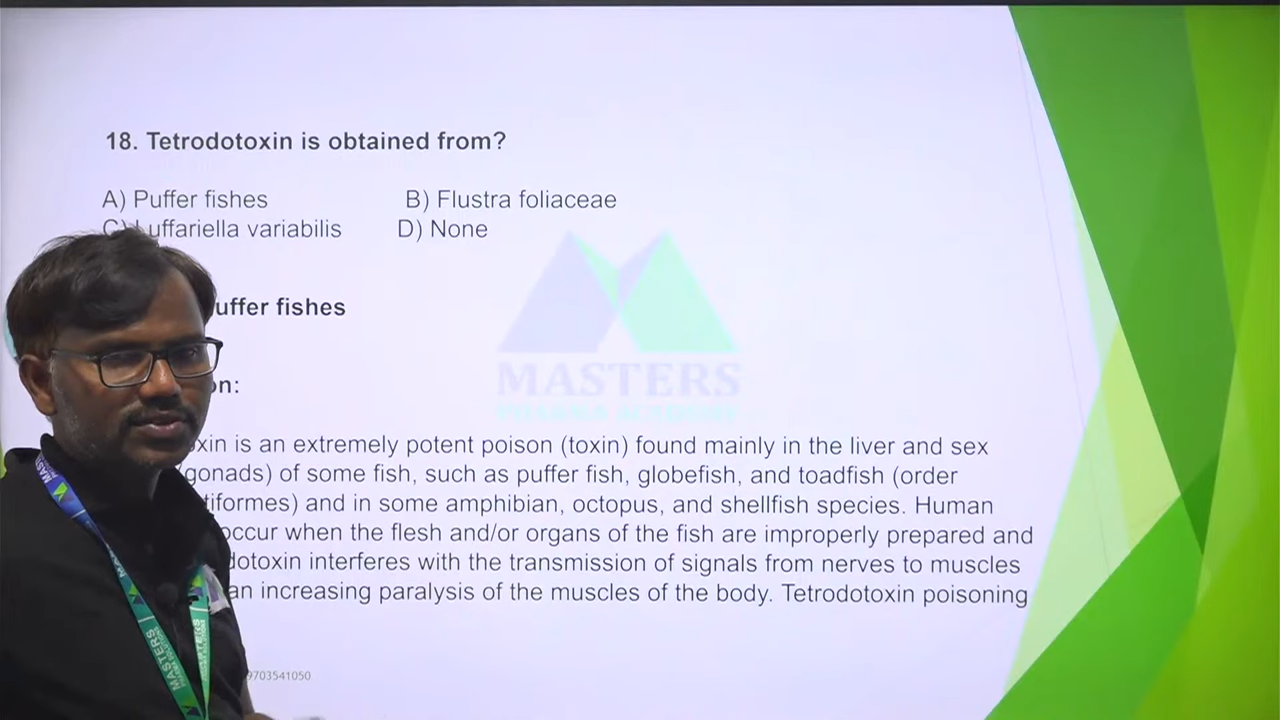 18. Tetrodotoxin is obtained from?
A) Puffer fishes B) Flustra foliaceae
C) Luffariella variabilis D) None
uffer fishes
on:
MASTERS
oxin is an extremely potent poison (toxin) found mainly in the liver and sex
(gonads) of some fish, such as puffer fish, globefish, and toadfish (order
tiformes) and in some amphibian, octopus, and shellfish species. Human
occur when the flesh and/or organs of the fish are improperly prepared and
dotoxin interferes with the transmission of signals from nerves to muscles
an increasing paralysis of the muscles of the body. Tetrodotoxin poisoning
9703541050
MASTERS
MASTERS